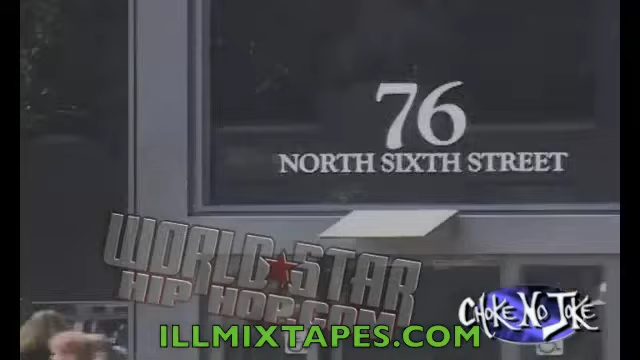 76
NORTH SIXTH STREET
WORLD STAR
HIP HOP.COM
CHOKE NO JOKE
ILLMIXTAPES.COM